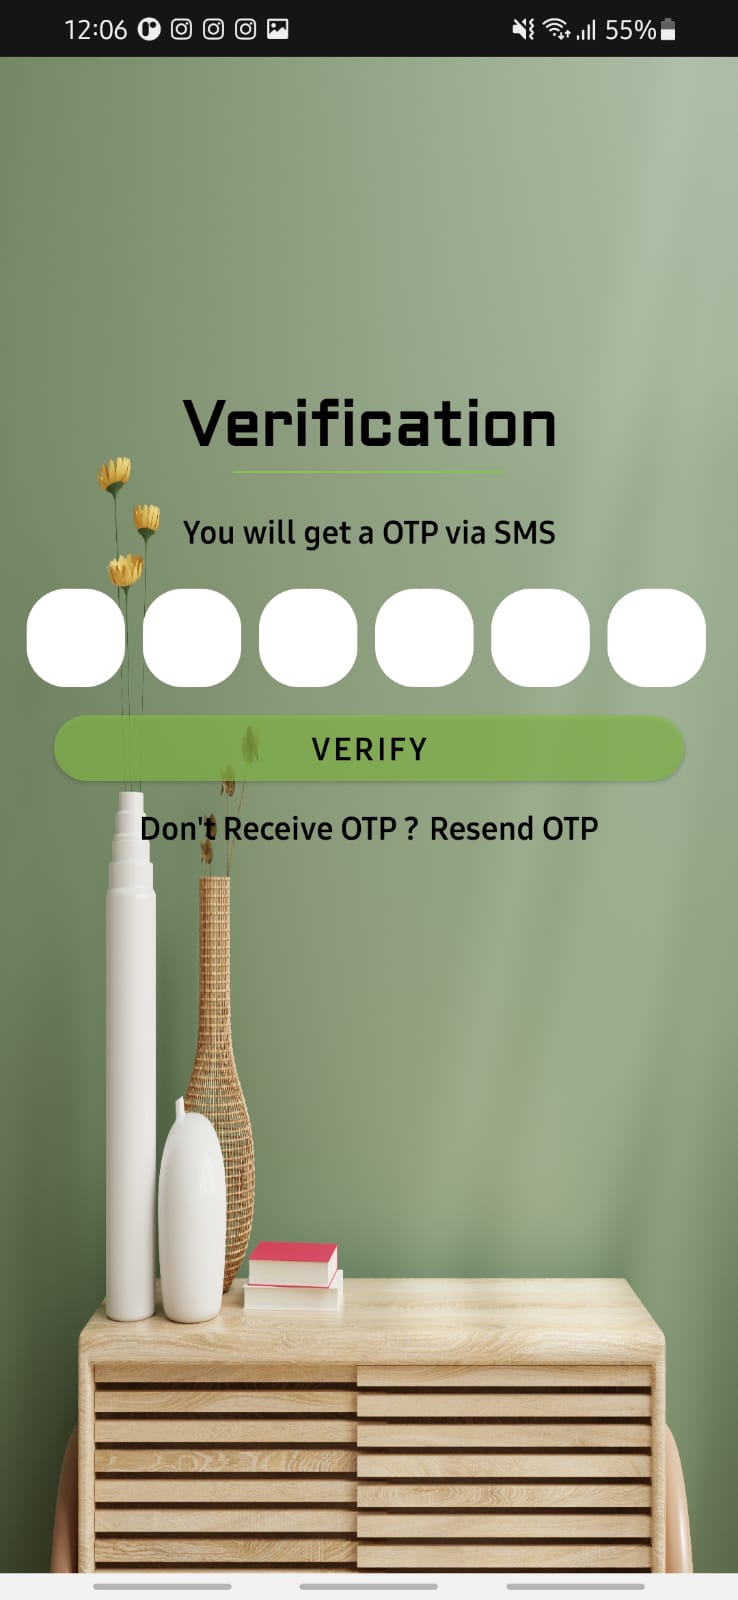 12:06 55%
Verification
You will get a OTP via SMS
VERIFY
Don't Receive OTP ? Resend OTP